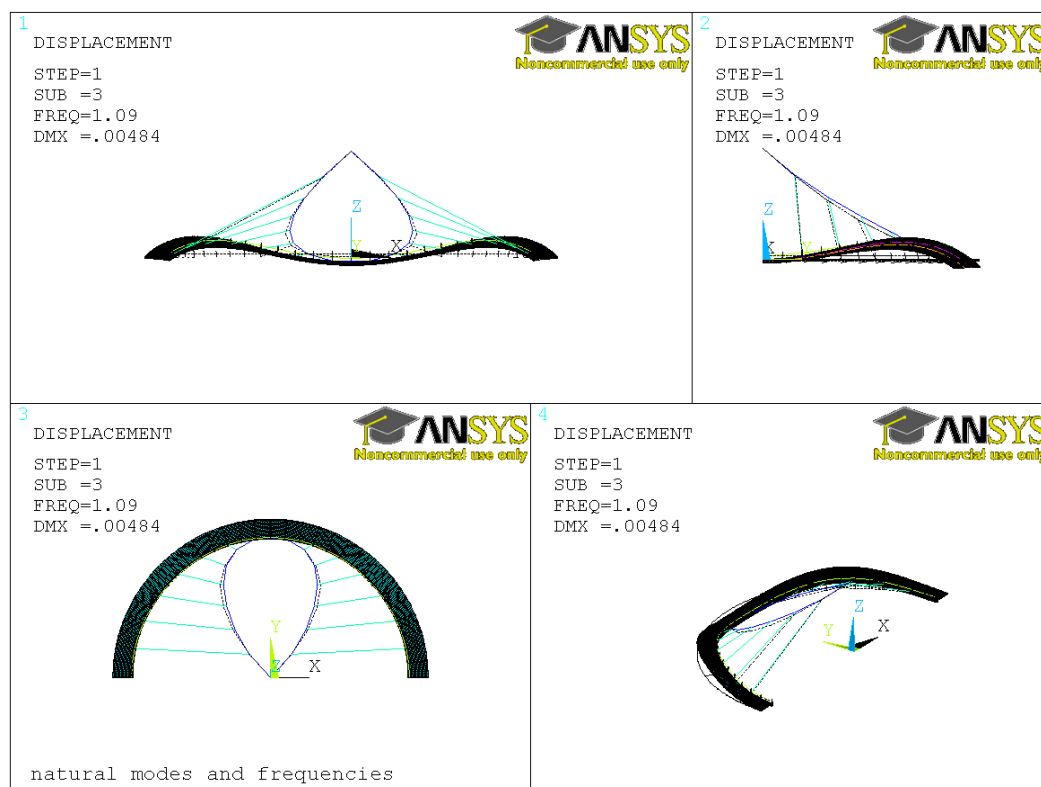 1
DISPLACEMENT
STEP=1
SUB =3
FREQ=1.09
DMX =.00484
ANSYS
Noncommercial use only
Z
Y
X
2
DISPLACEMENT
STEP=1
SUB =3
FREQ=1.09
DMX =.00484
ANSYS
Noncommercial use only
Z
X
Y
3
DISPLACEMENT
STEP=1
SUB =3
FREQ=1.09
DMX =.00484
ANSYS
Noncommercial use only
Y
Z
X
natural modes and frequencies
4
DISPLACEMENT
STEP=1
SUB =3
FREQ=1.09
DMX =.00484
ANSYS
Noncommercial use only
Z
Y
X